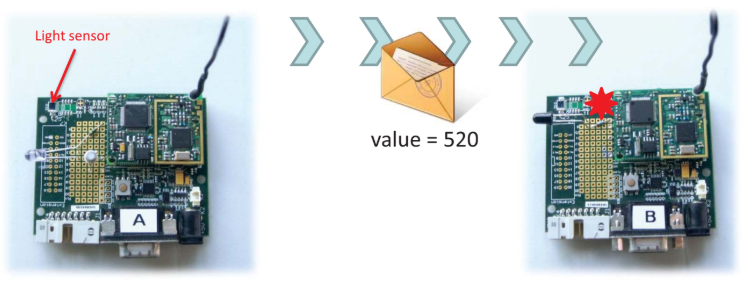 Light sensor
value = 520
A
B